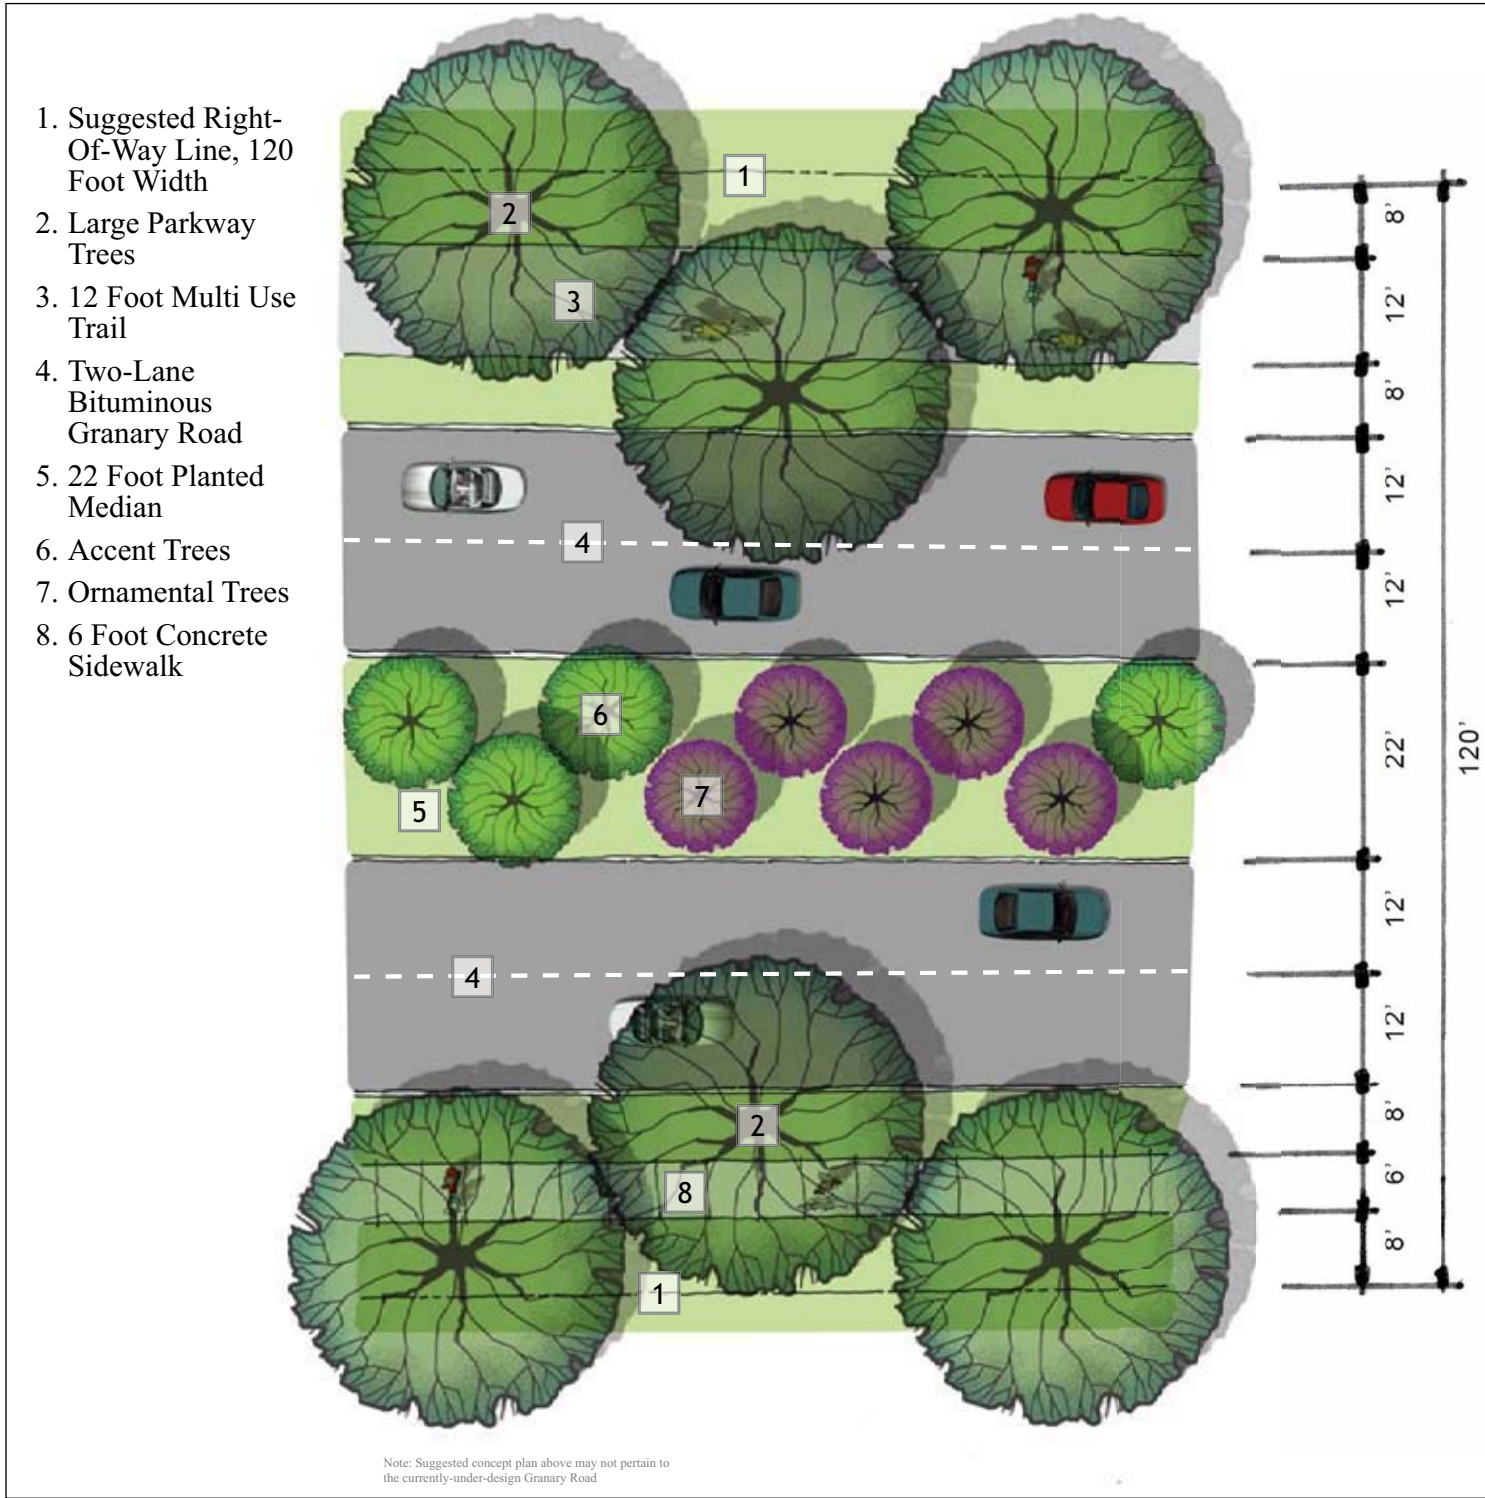 1. Suggested Right-
Of-Way Line, 120
Foot Width
2. Large Parkway
Trees
3. 12 Foot Multi Use
Trail
4. Two-Lane
Bituminous
Granary Road
5. 22 Foot Planted
Median
6. Accent Trees
7. Ornamental Trees
8. 6 Foot Concrete
Sidewalk
1
2
3
4
6
7
5
4
2
8
1
8'
12'
8'
12'
12'
22'
120'
12'
12'
8'
6'
8'
Note: Suggested concept plan above may not pertain to
the currently-under-design Granary Road